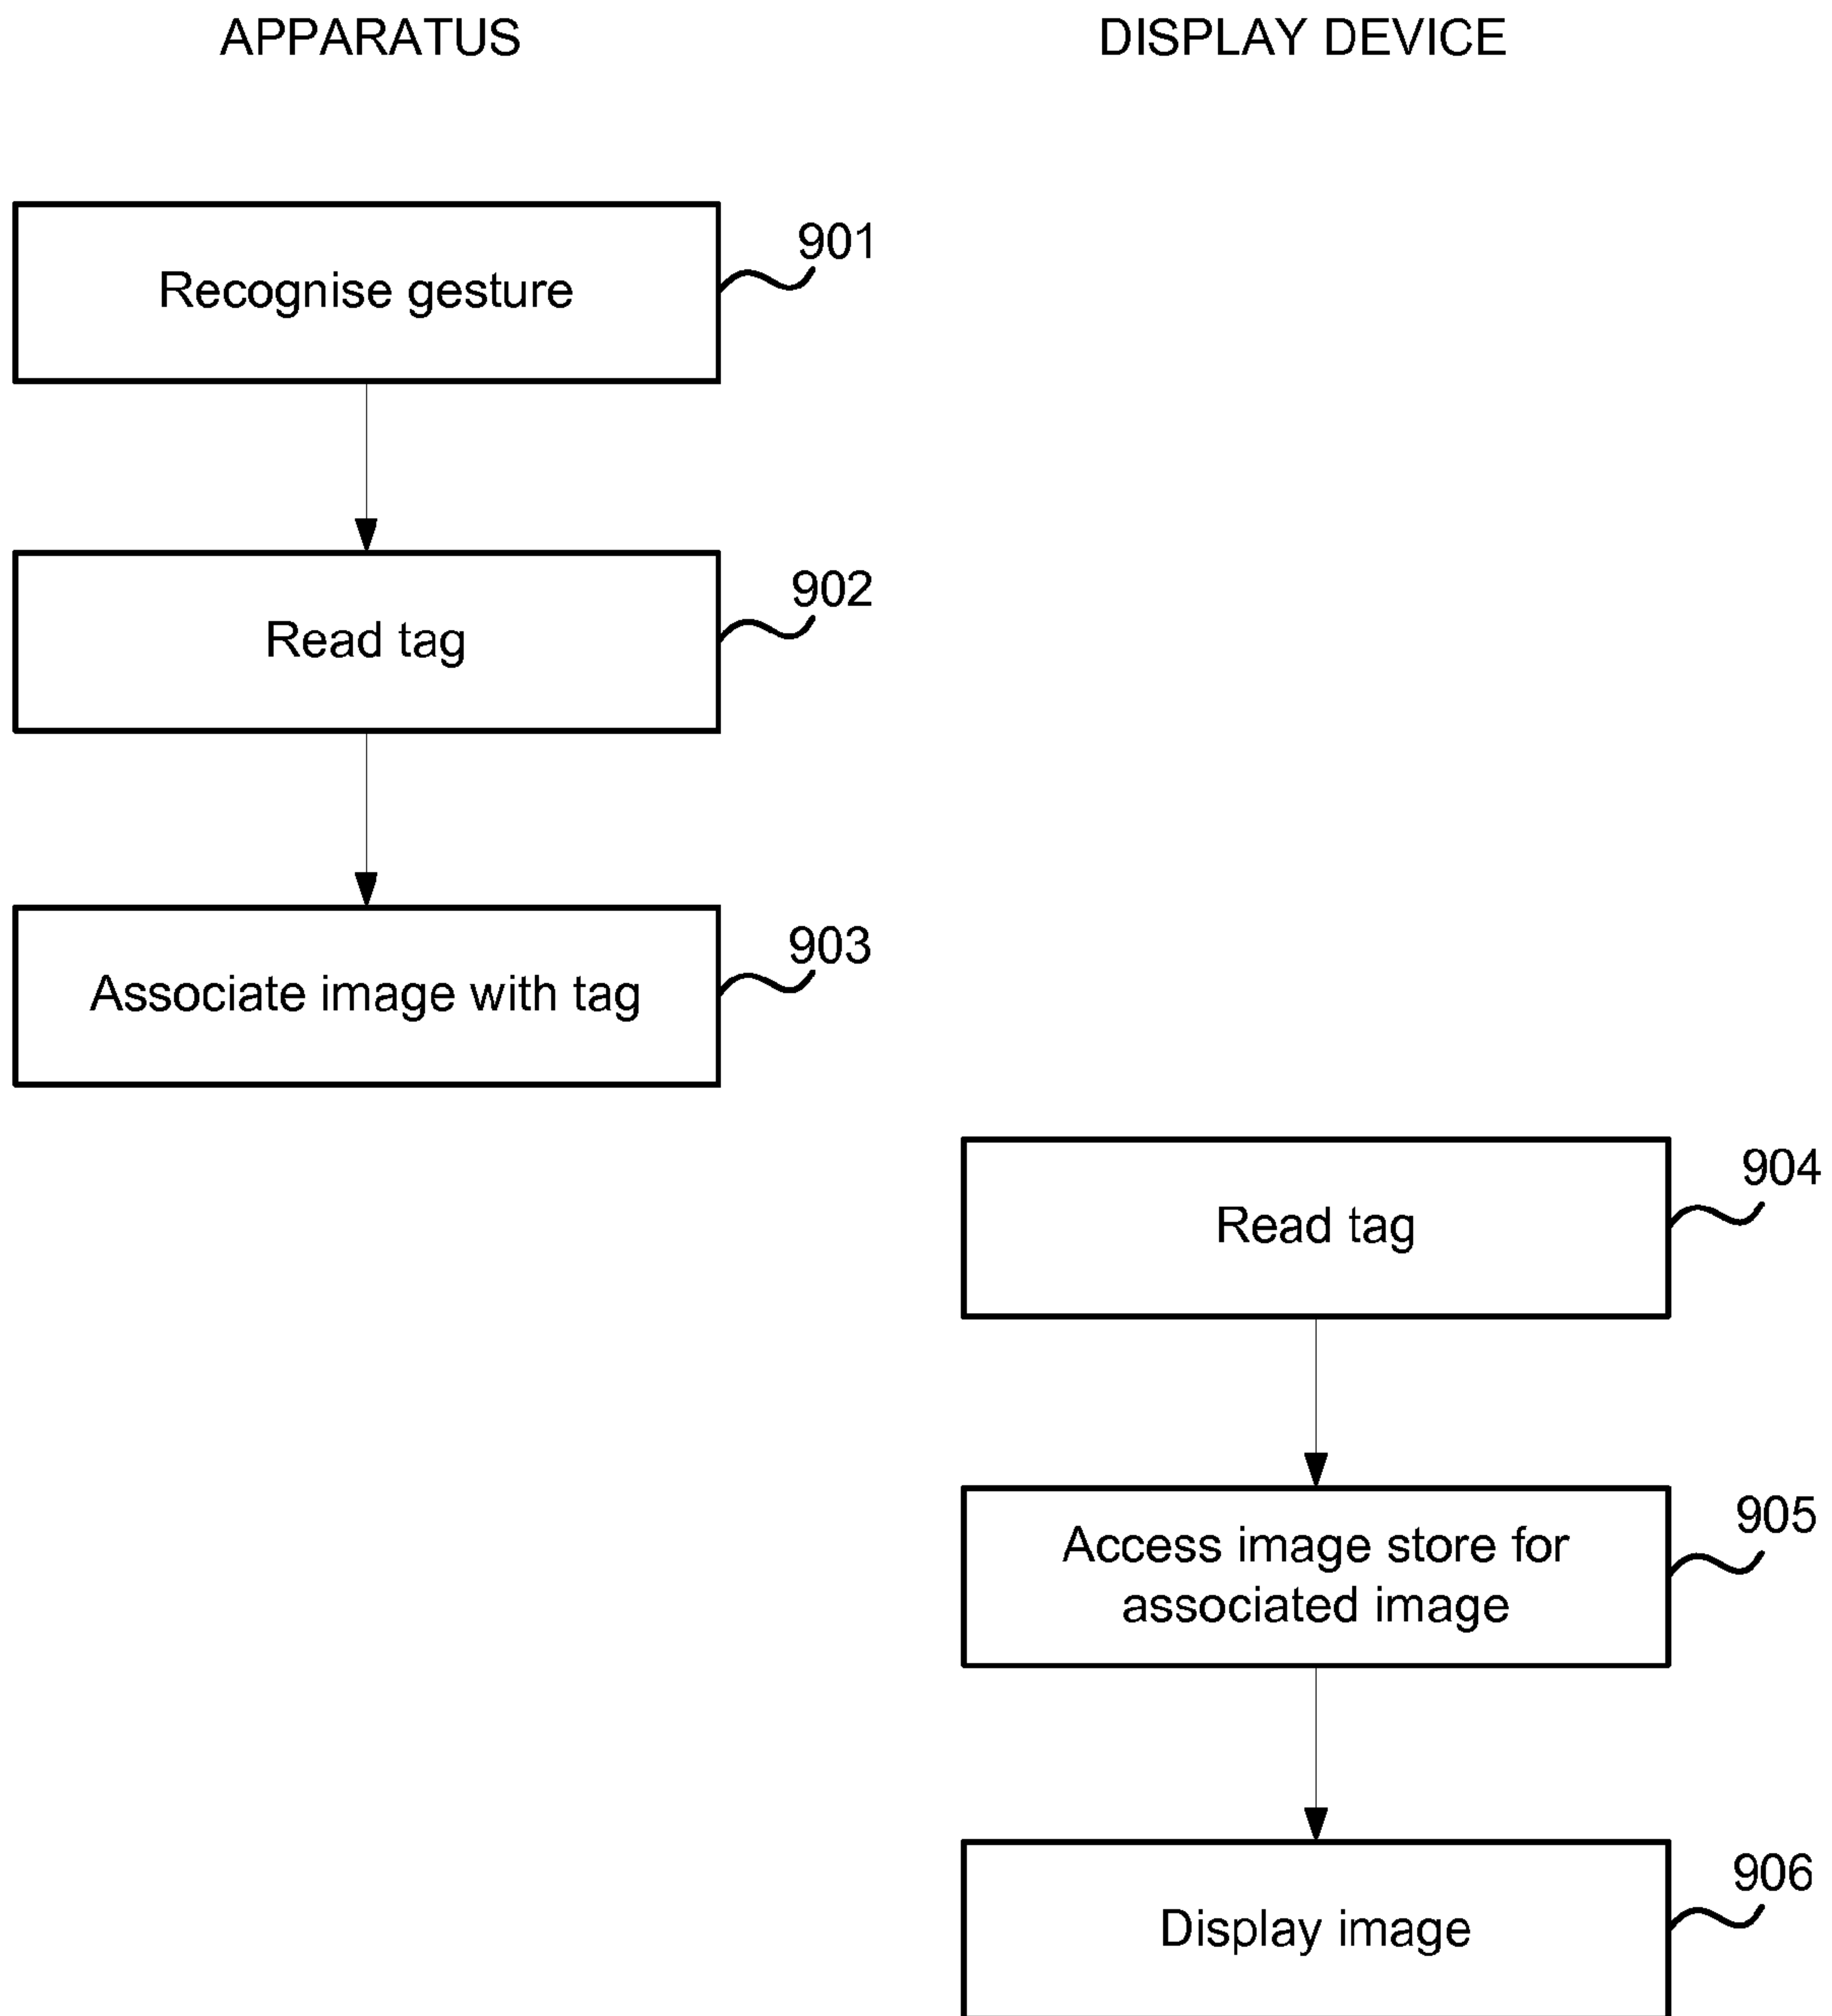 APPARATUS
DISPLAY DEVICE
Recognise gesture
901
Read tag
902
Associate image with tag
903
Read tag
904
Access image store for
associated image
905
Display image
906